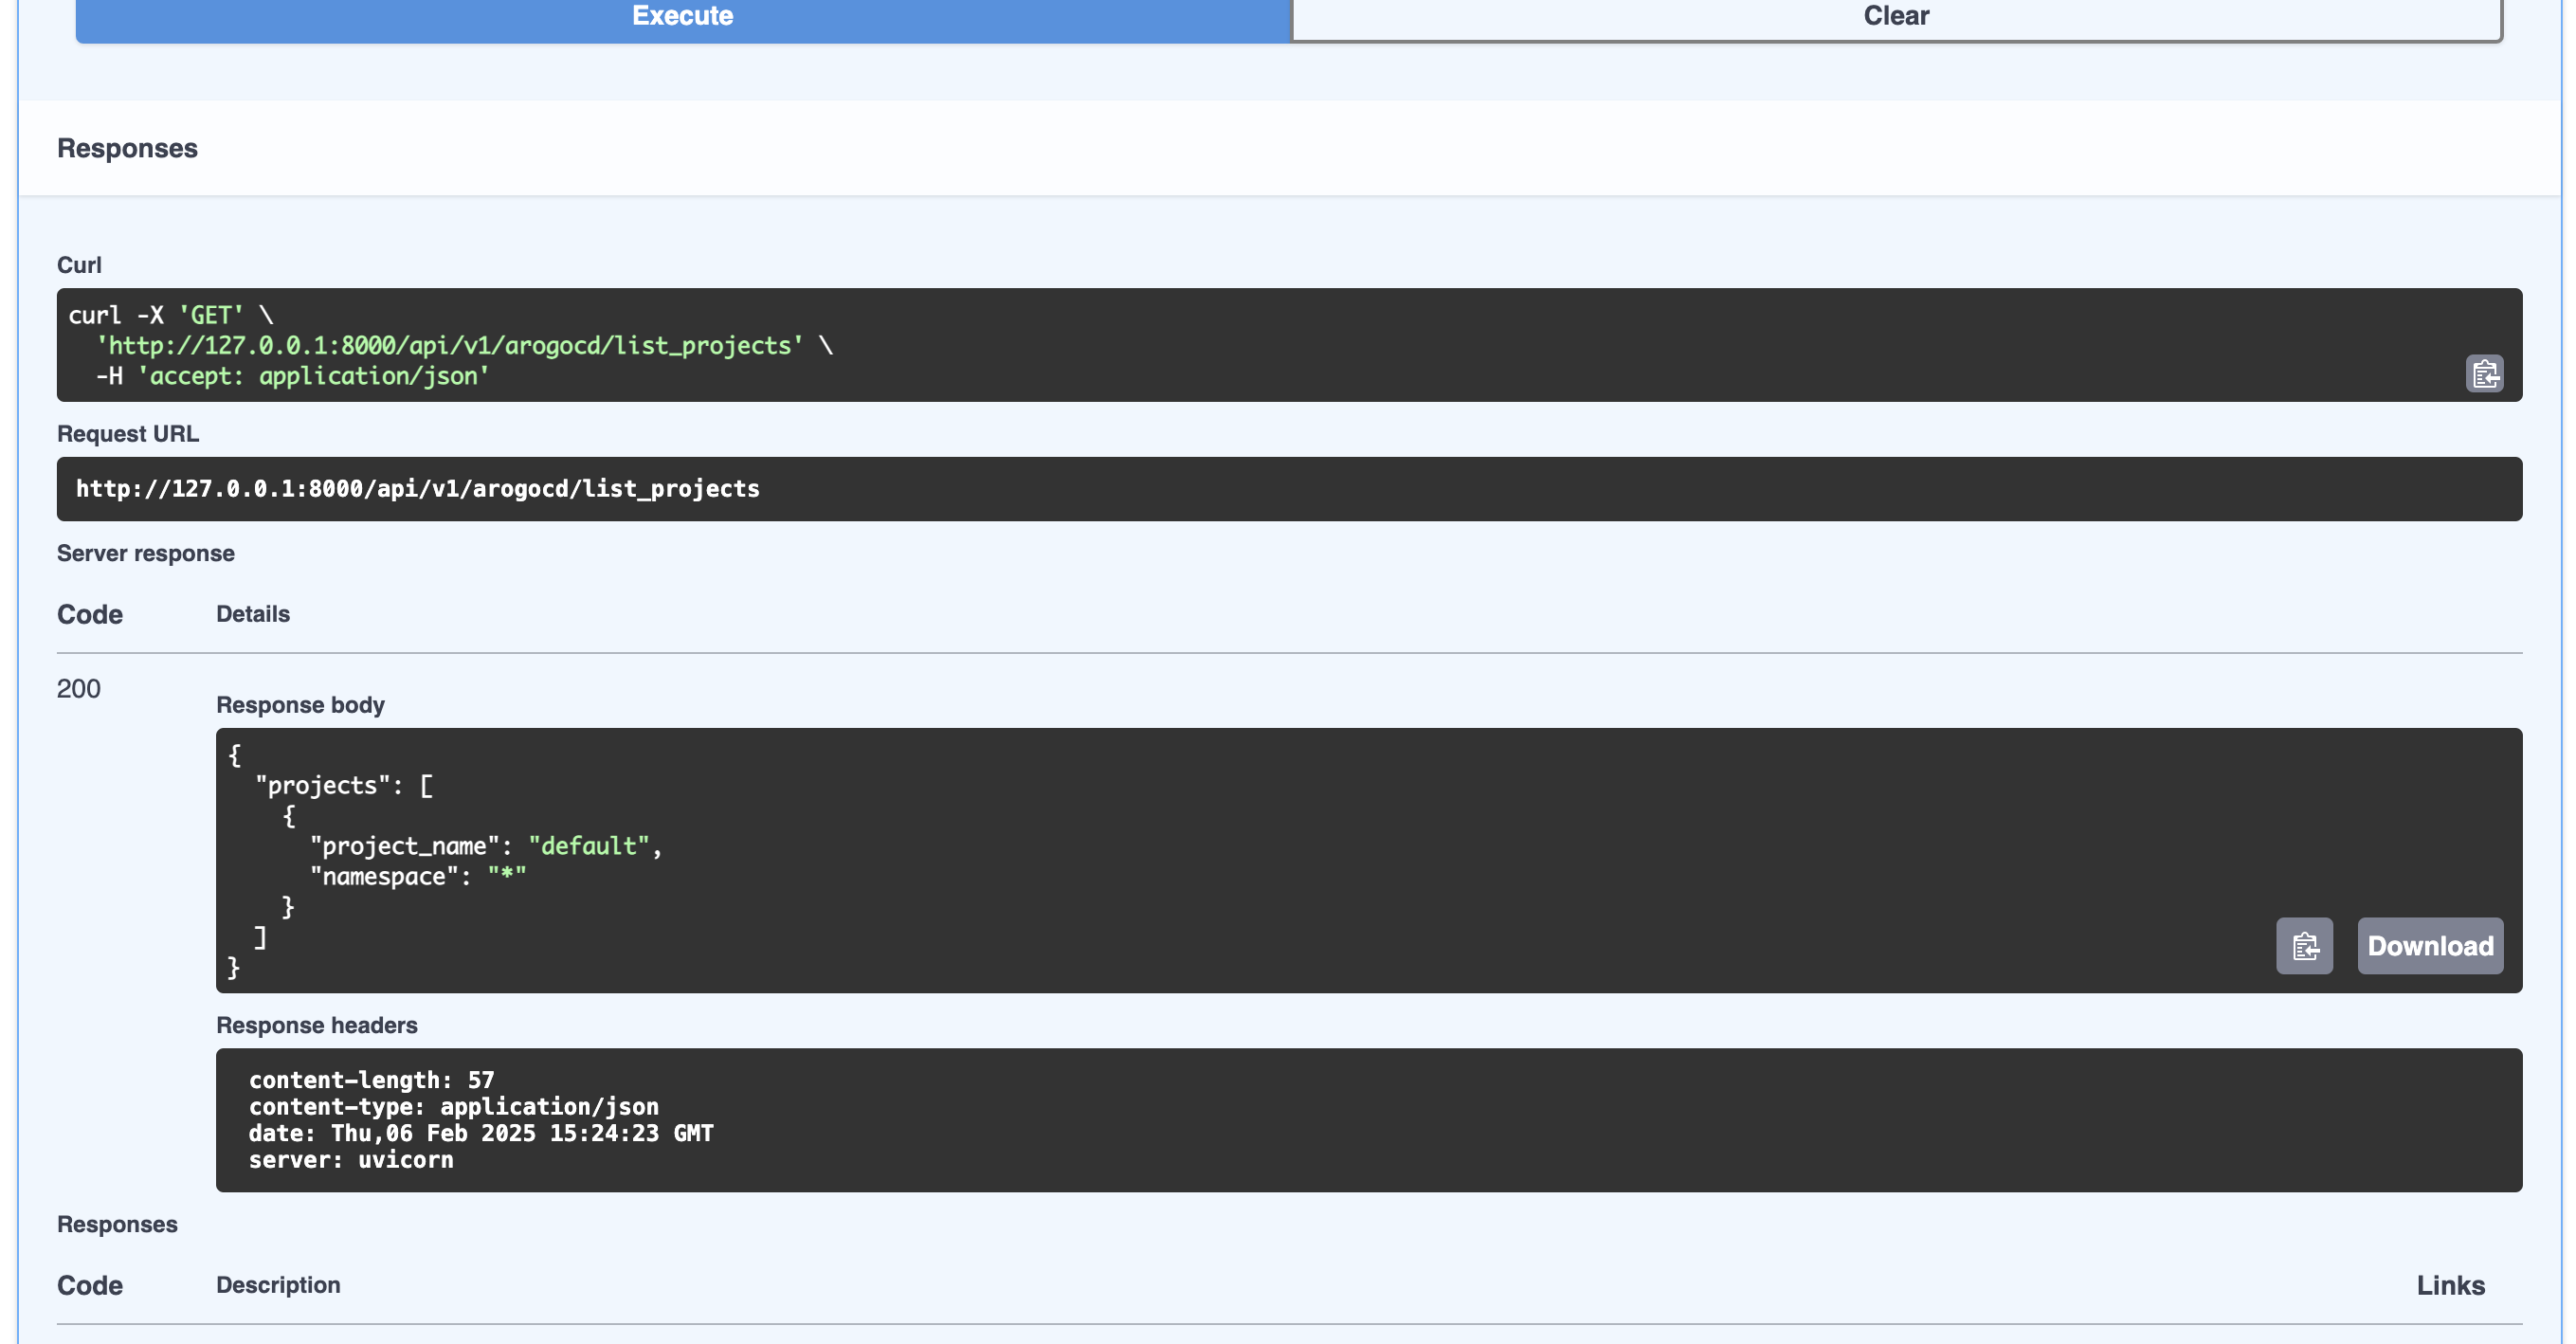 Execute
Clear
Responses
Curl
curl -X 'GET' \
  'http://127.0.0.1:8000/api/v1/arogocd/list_projects' \
  -H 'accept: application/json'
Request URL
http://127.0.0.1:8000/api/v1/arogocd/list_projects
Server response
Code Details
200
Response body
{
  "projects": [
    {
      "project_name": "default",
      "namespace": "*"
    }
  ]
}
Download
Response headers
content-length: 57
content-type: application/json
date: Thu,06 Feb 2025 15:24:23 GMT
server: uvicorn
Responses
Code Description Links